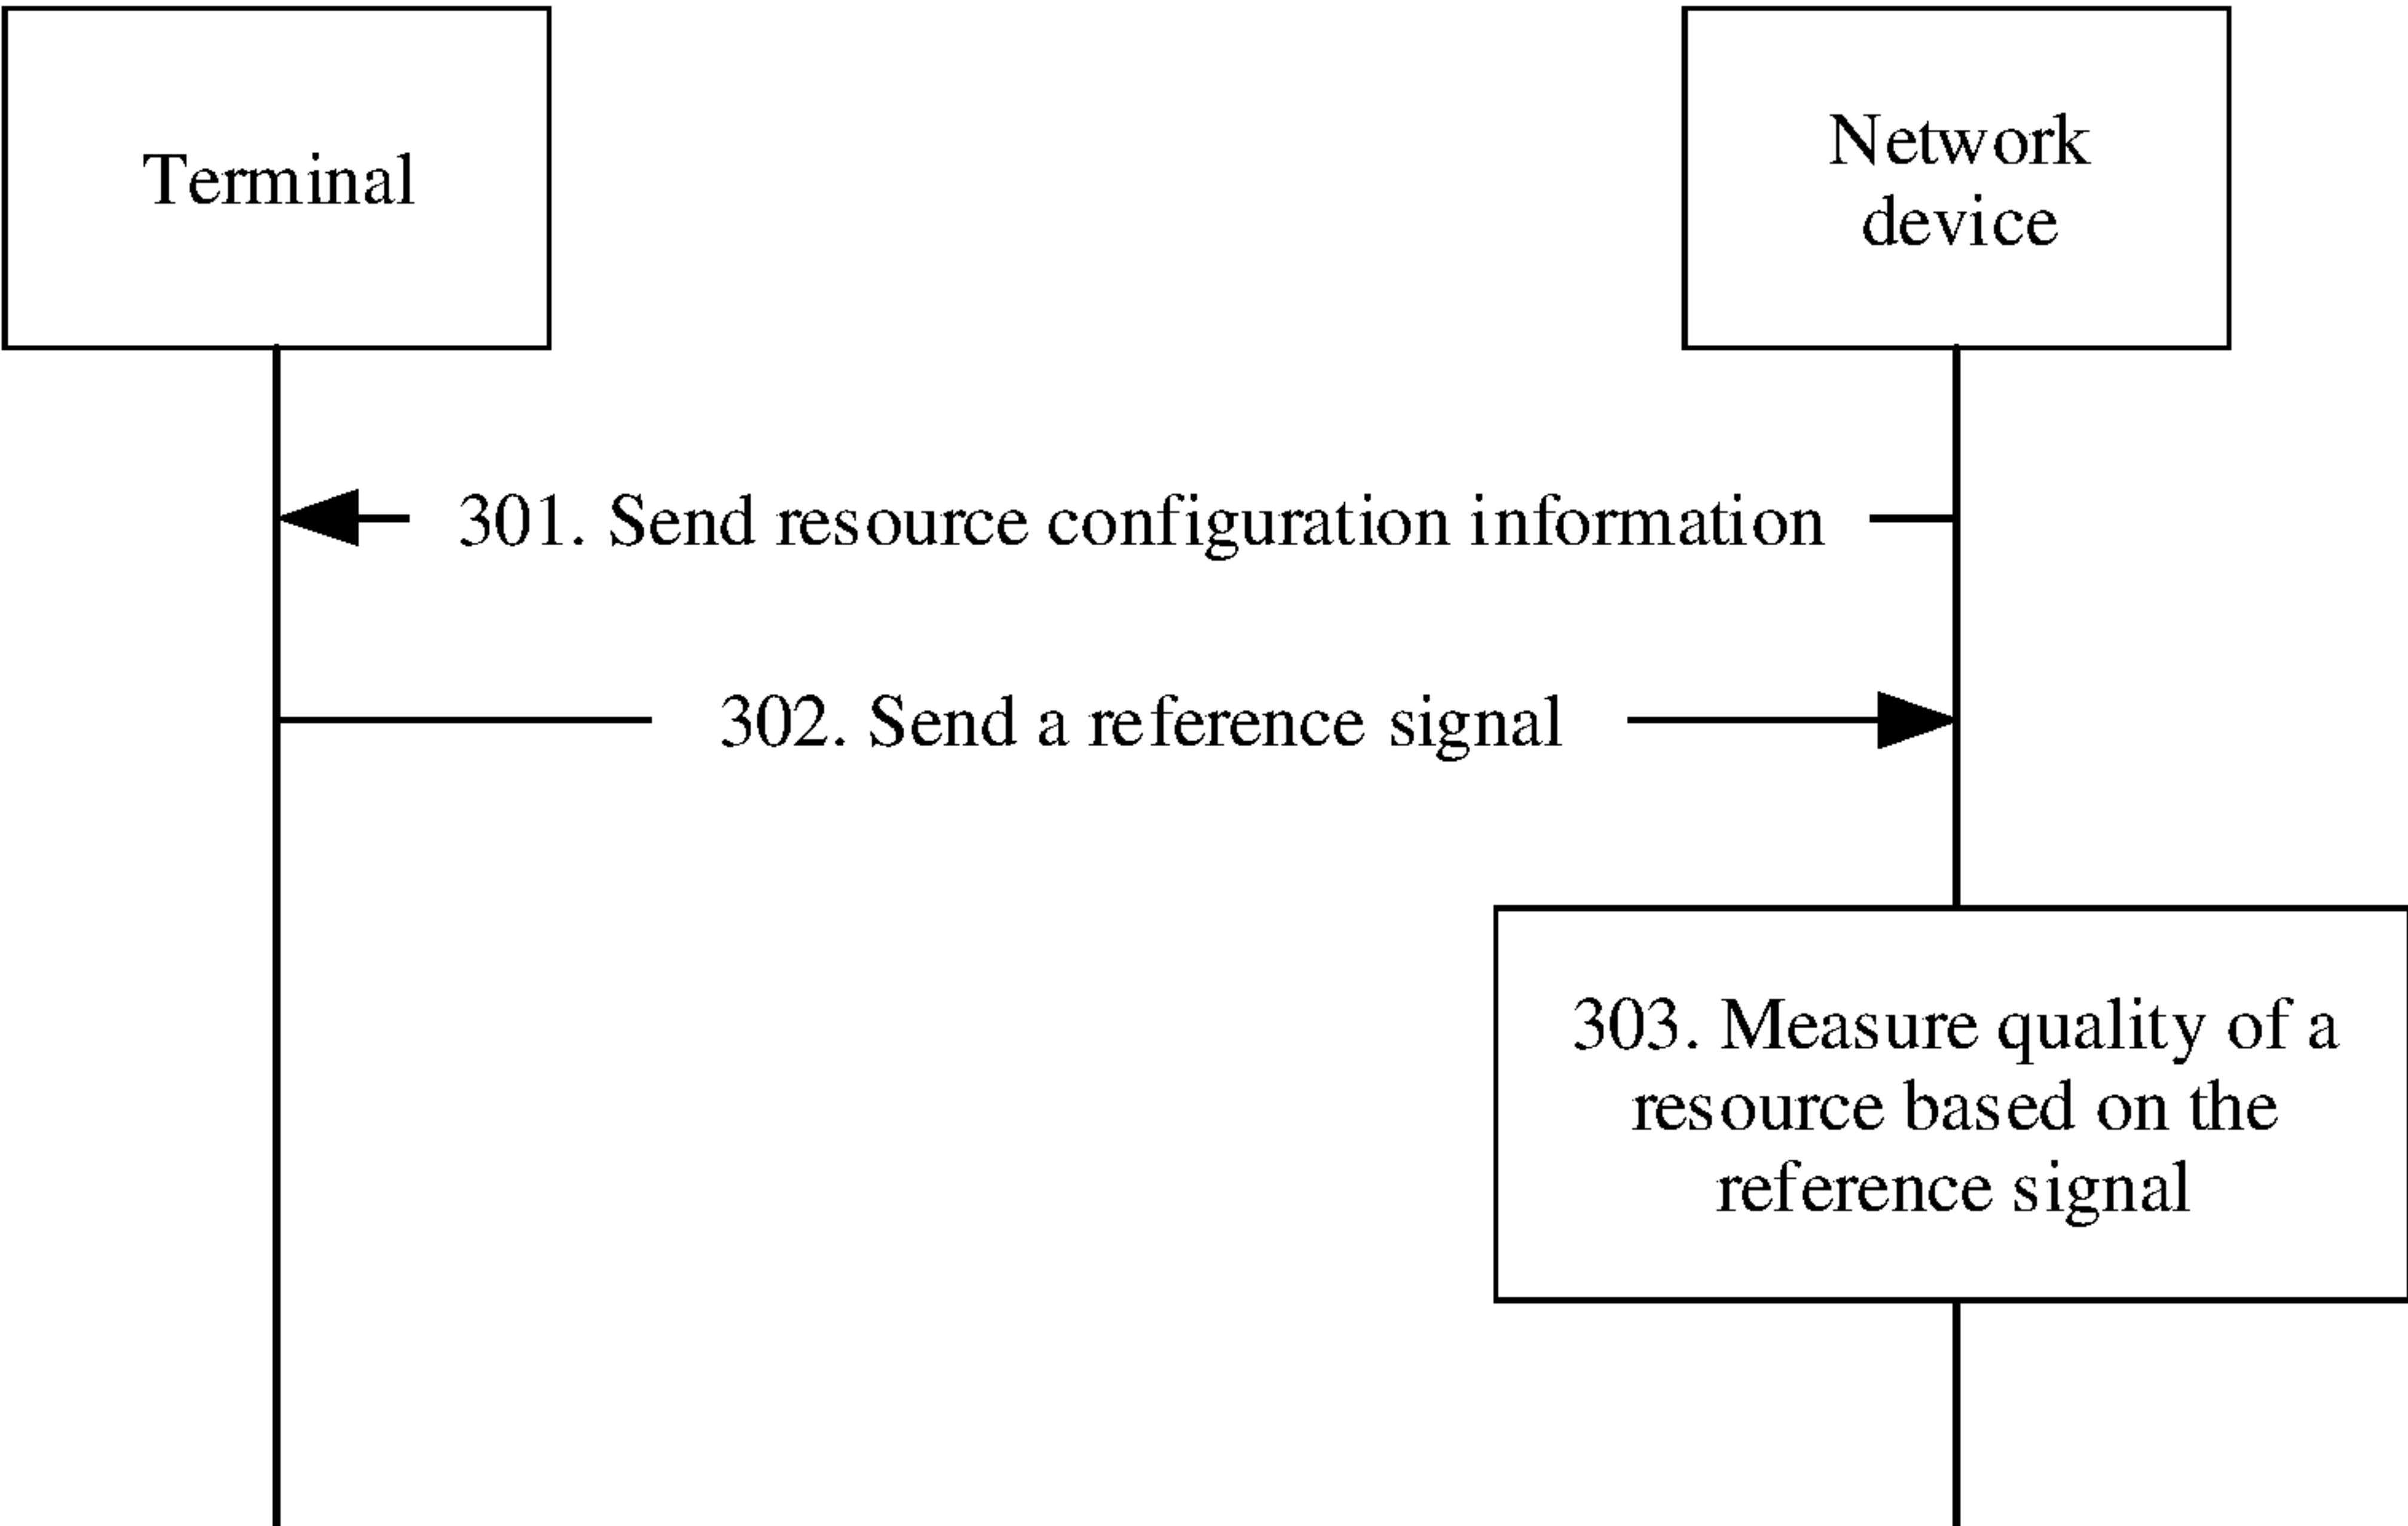 Terminal
Network
device
301. Send resource configuration information
302. Send a reference signal
303. Measure quality of a
resource based on the
reference signal